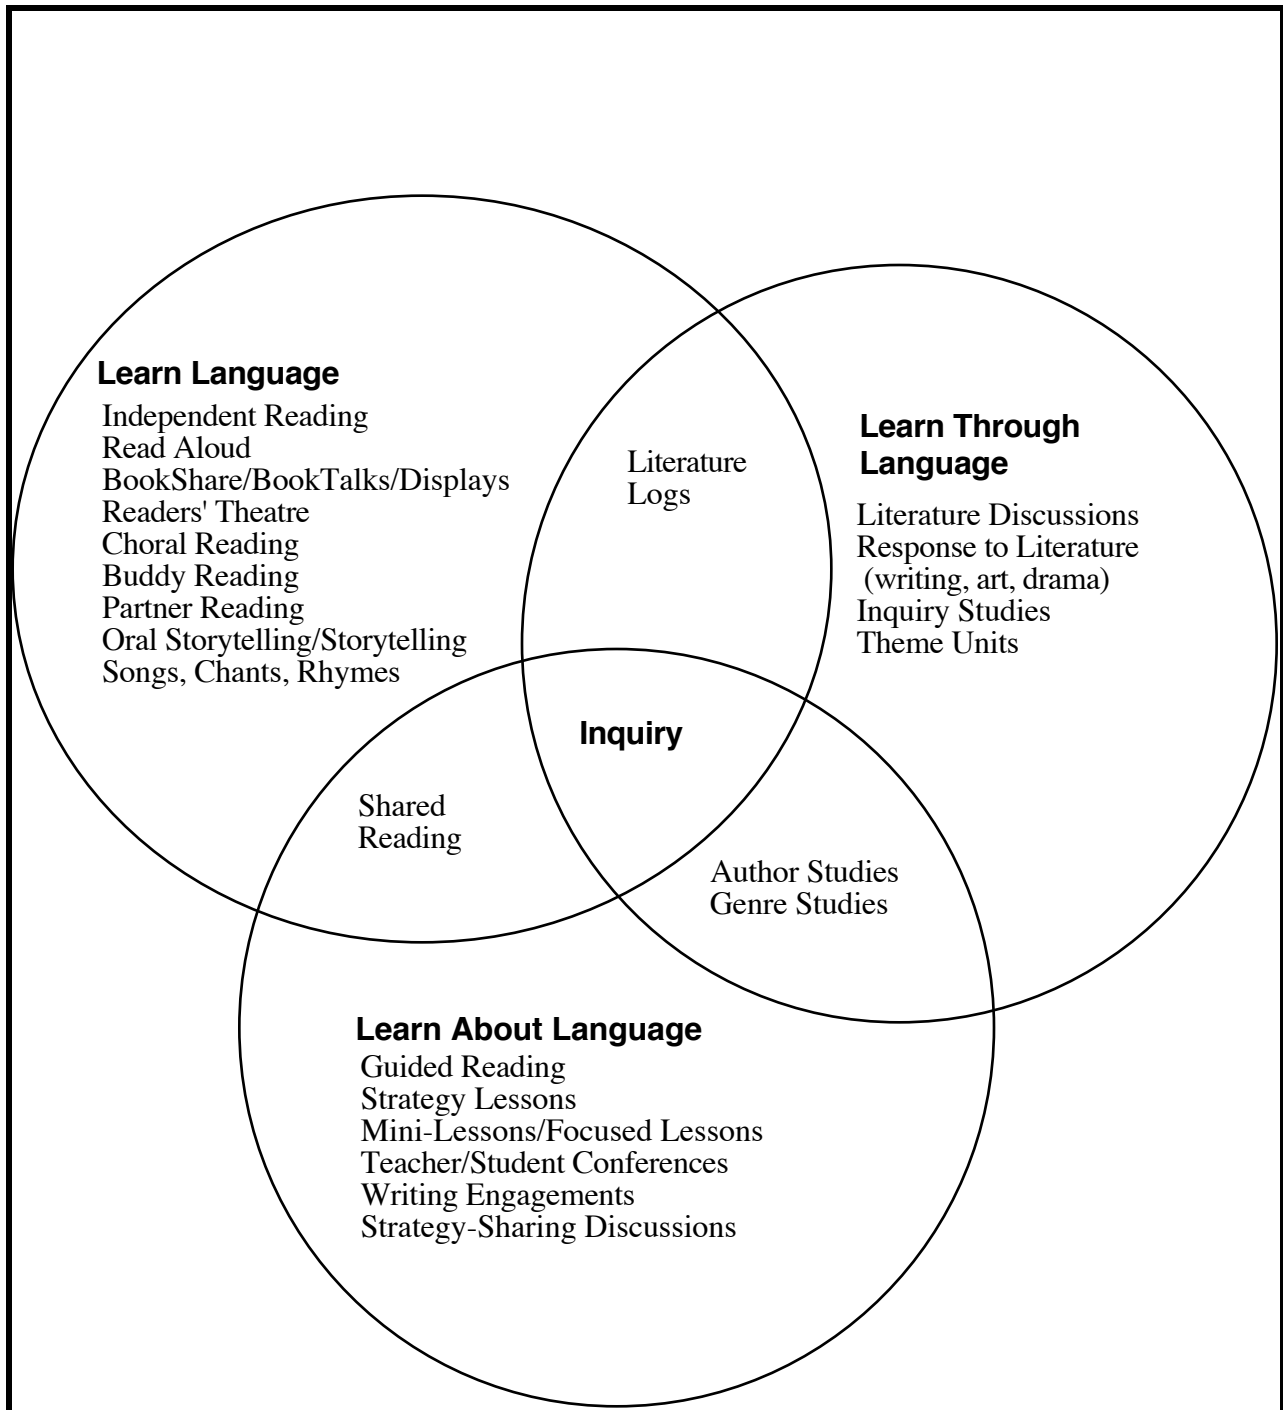 Learn Language
Independent Reading
Read Aloud
BookShare/BookTalks/Displays
Readers' Theatre
Choral Reading
Buddy Reading
Partner Reading
Oral Storytelling/Storytelling
Songs, Chants, Rhymes
Literature
Logs
Learn Through
Language
Literature Discussions
Response to Literature
(writing, art, drama)
Inquiry Studies
Theme Units
Inquiry
Shared
Reading
Author Studies
Genre Studies
Learn About Language
Guided Reading
Strategy Lessons
Mini-Lessons/Focused Lessons
Teacher/Student Conferences
Writing Engagements
Strategy-Sharing Discussions